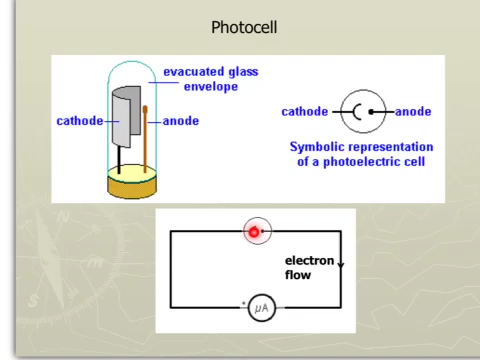 Photocell
evacuated glass
envelope
cathode
anode
cathode
anode
Symbolic representation
of a photoelectric cell
electron
flow
+
µA
N
m
S